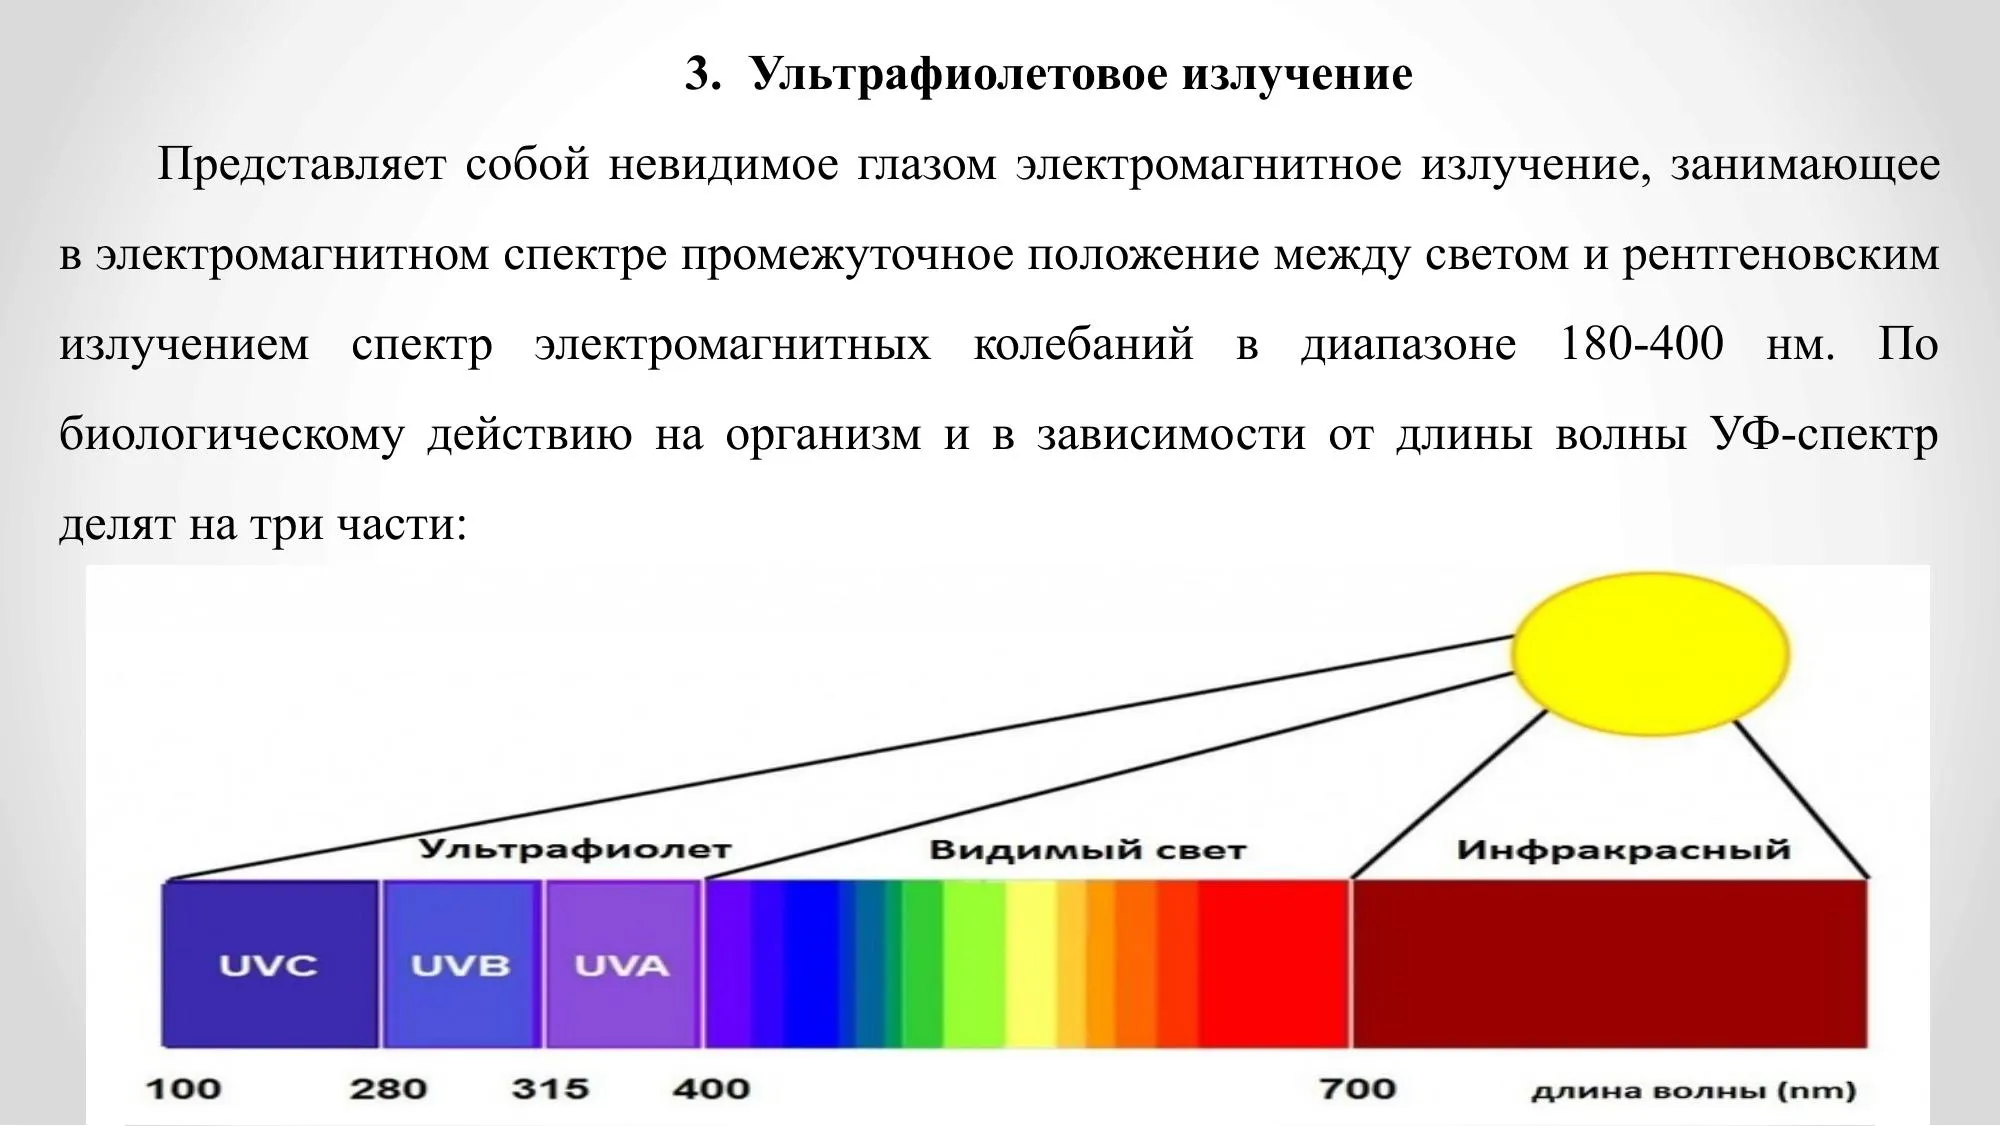 3. Ультрафиолетовое излучение
Представляет собой невидимое глазом электромагнитное излучение, занимающее
в электромагнитном спектре промежуточное положение между светом и рентгеновским
излучением спектр электромагнитных колебаний в диапазоне 180-400 нм. По
биологическому действию на организм и в зависимости от длины волны УФ-спектр
делят на три части:
Ультрафиолет Видимый свет Инфракрасный
UVC UVB UVA
100 280 315 400 700 длина волны (nm)